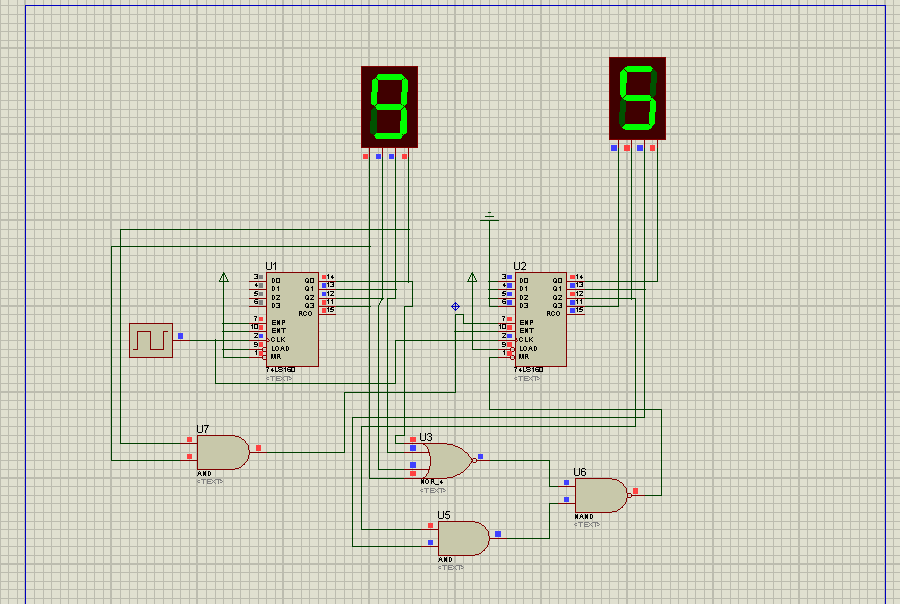 9
5
U1
3 D0 Q0 14
4 D1 Q1 13
5 D2 Q2 12
6 D3 Q3 11
RCO 15
7 ENP
10 ENT
2 CLK
9 LOAD
1 MR
74LS160
<TEXT>
U2
3 D0 Q0 14
4 D1 Q1 13
5 D2 Q2 12
6 D3 Q3 11
RCO 15
7 ENP
10 ENT
2 CLK
9 LOAD
1 MR
74LS160
<TEXT>
U7
AND
<TEXT>
U3
NOR_4
<TEXT>
U6
NAND
<TEXT>
U5
AND
<TEXT>